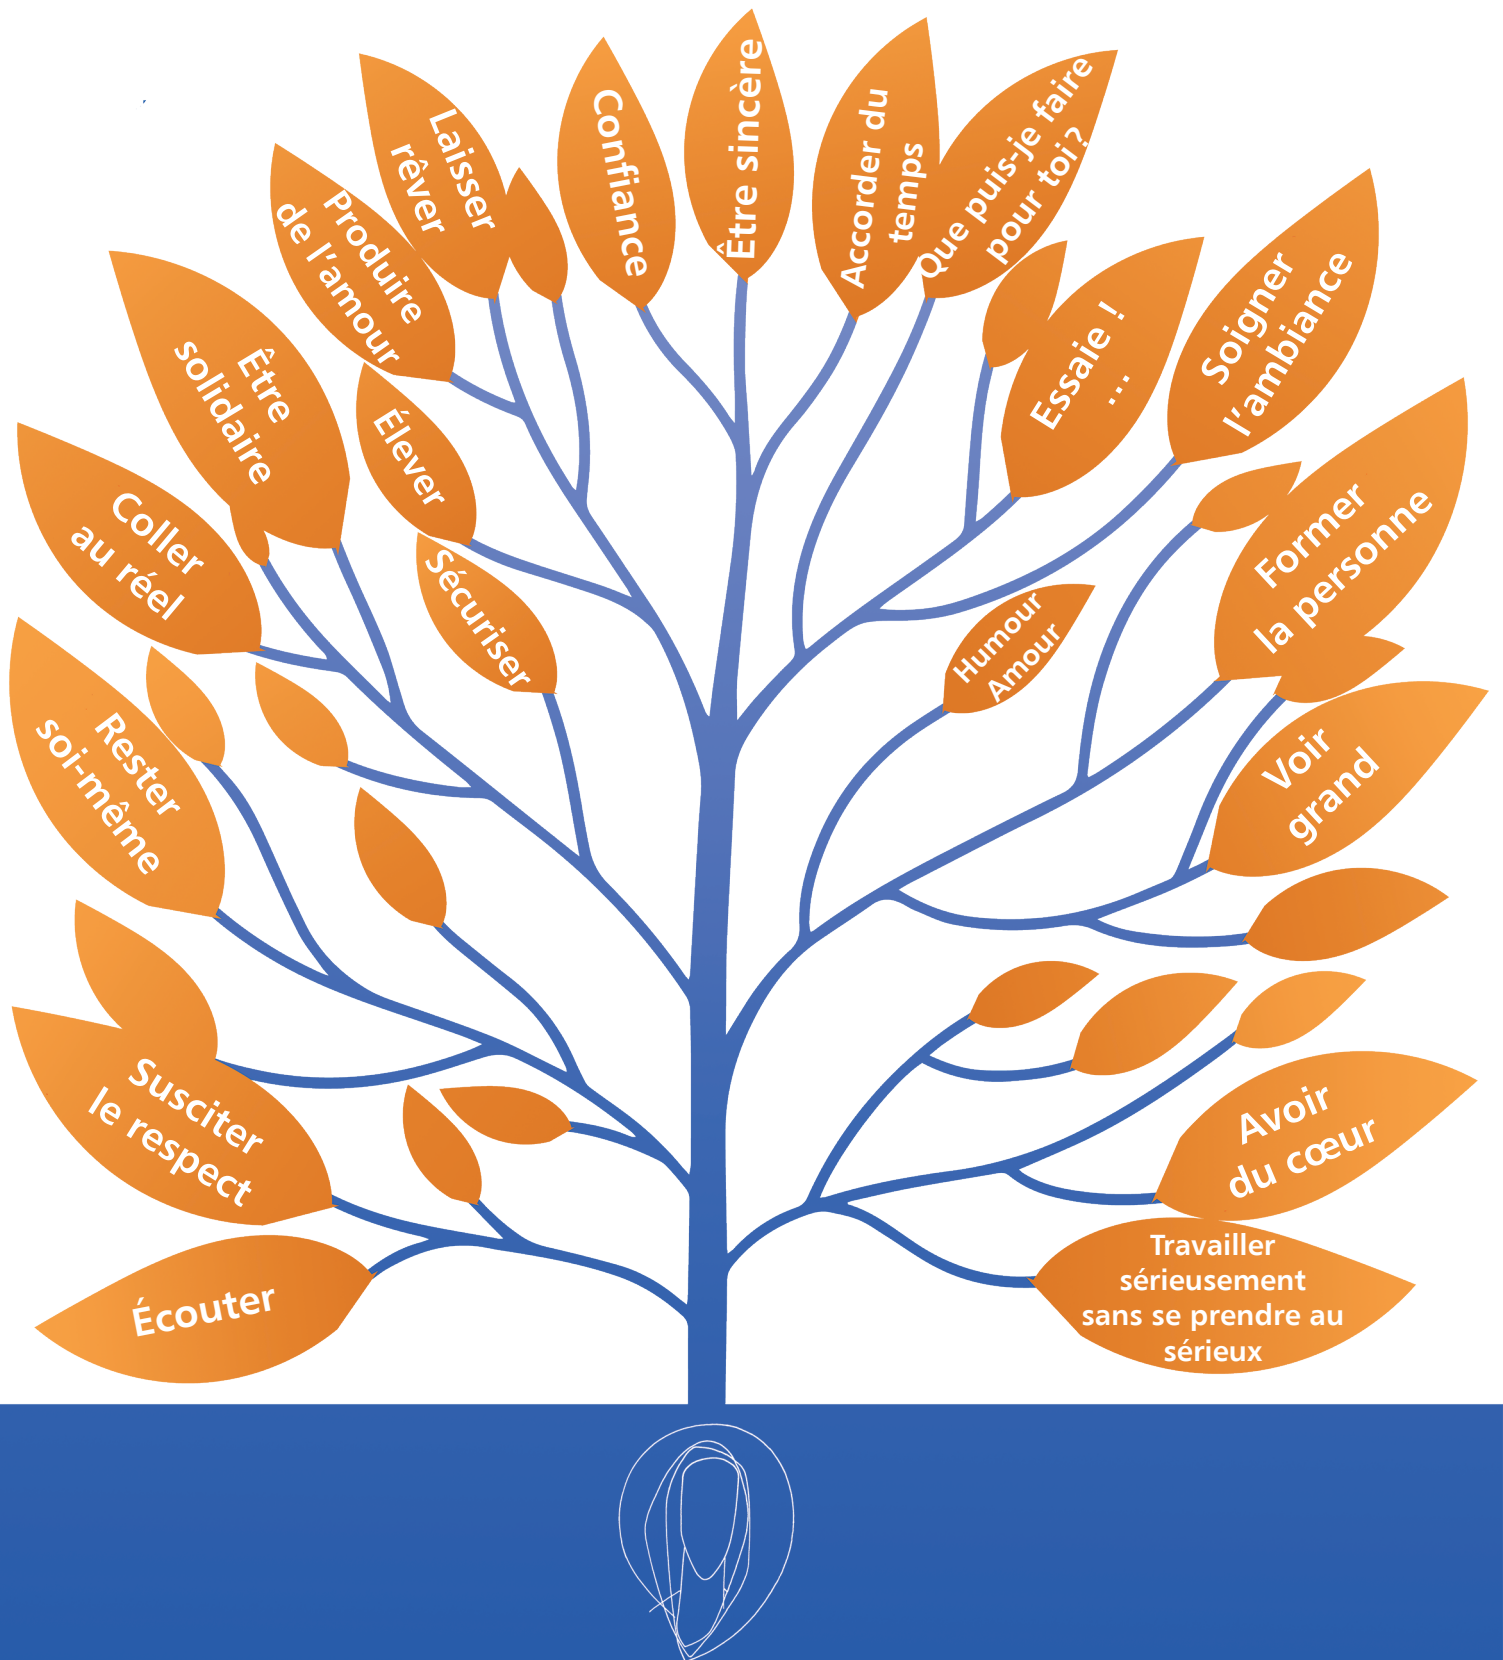 Écouter
Susciter
le respect
Rester
soi-même
Coller
au réel
Être
solidaire
Sécuriser
Élever
Produire
de l'amour
Laisser
rêver
Confiance
Être sincère
Accorder du
temps
Que puis-je faire
pour toi ?
Essaie !
...
Soigner
l'ambiance
Former
la personne
Humour
Amour
Voir
grand
Avoir
du cœur
Travailler
sérieusement
sans se prendre au
sérieux